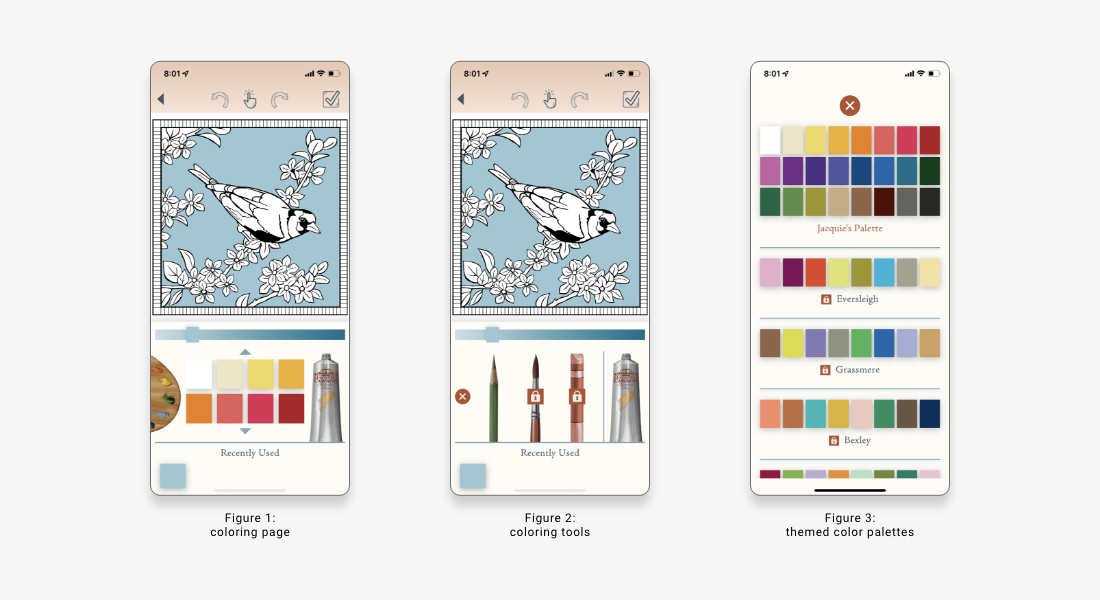 8:01
8:01
8:01
Recently Used
Recently Used
Jacquie's Palette
Eversleigh
Grassmere
Bexley
Figure 1:
coloring page
Figure 2:
coloring tools
Figure 3:
themed color palettes